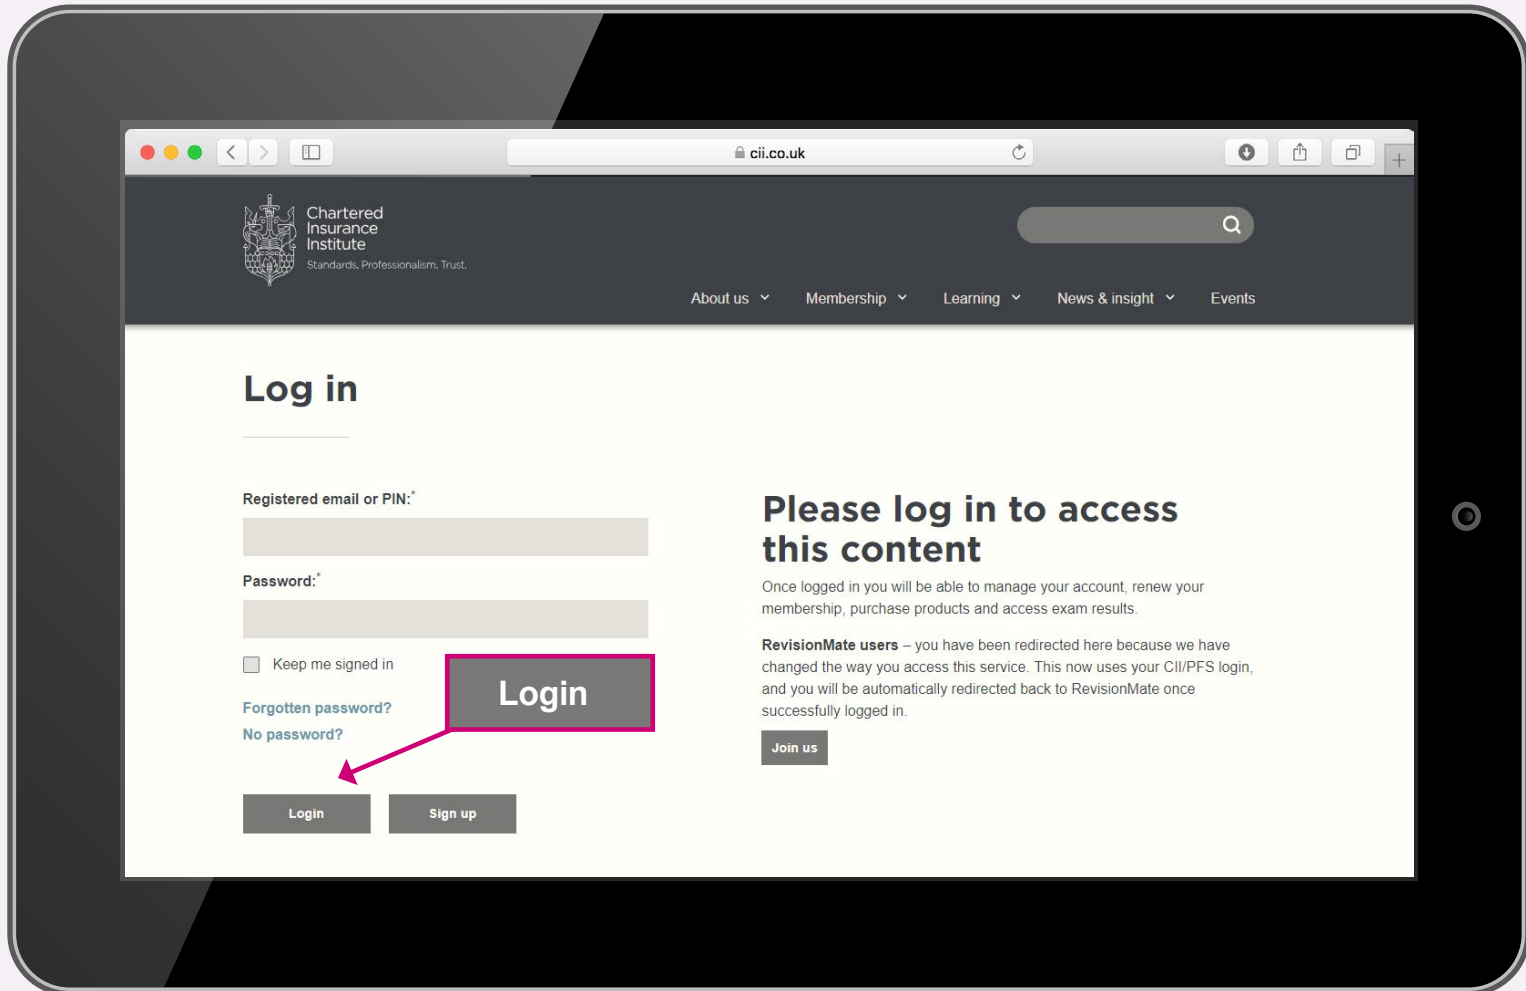 cii.co.uk
Chartered
Insurance
Institute
Standards. Professionalism. Trust.
About us Membership Learning News & insight Events
Log in
Registered email or PIN:*
Password:*
Keep me signed in
Forgotten password?
No password?
Login
Login Sign up
Please log in to access
this content
Once logged in you will be able to manage your account, renew your
membership, purchase products and access exam results.
RevisionMate users – you have been redirected here because we have
changed the way you access this service. This now uses your CII/PFS login,
and you will be automatically redirected back to RevisionMate once
successfully logged in.
Join us